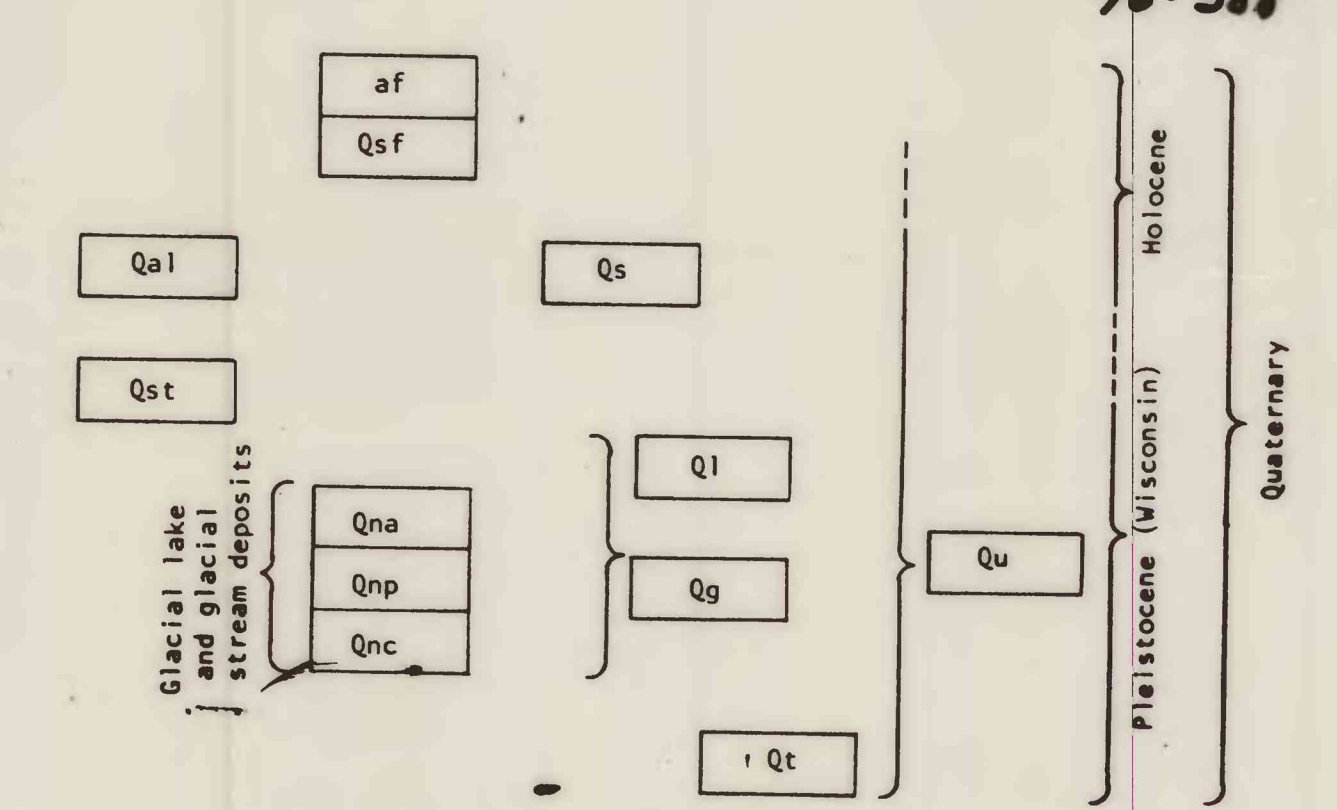 af
Qsf
Qal
Qs
Qst
Ql
Glacial lake
and glacial
stream deposits
Qna
Qnp
Qnc
Qg
Qu
Qt
Holocene
Pleistocene (Wisconsin)
Quaternary